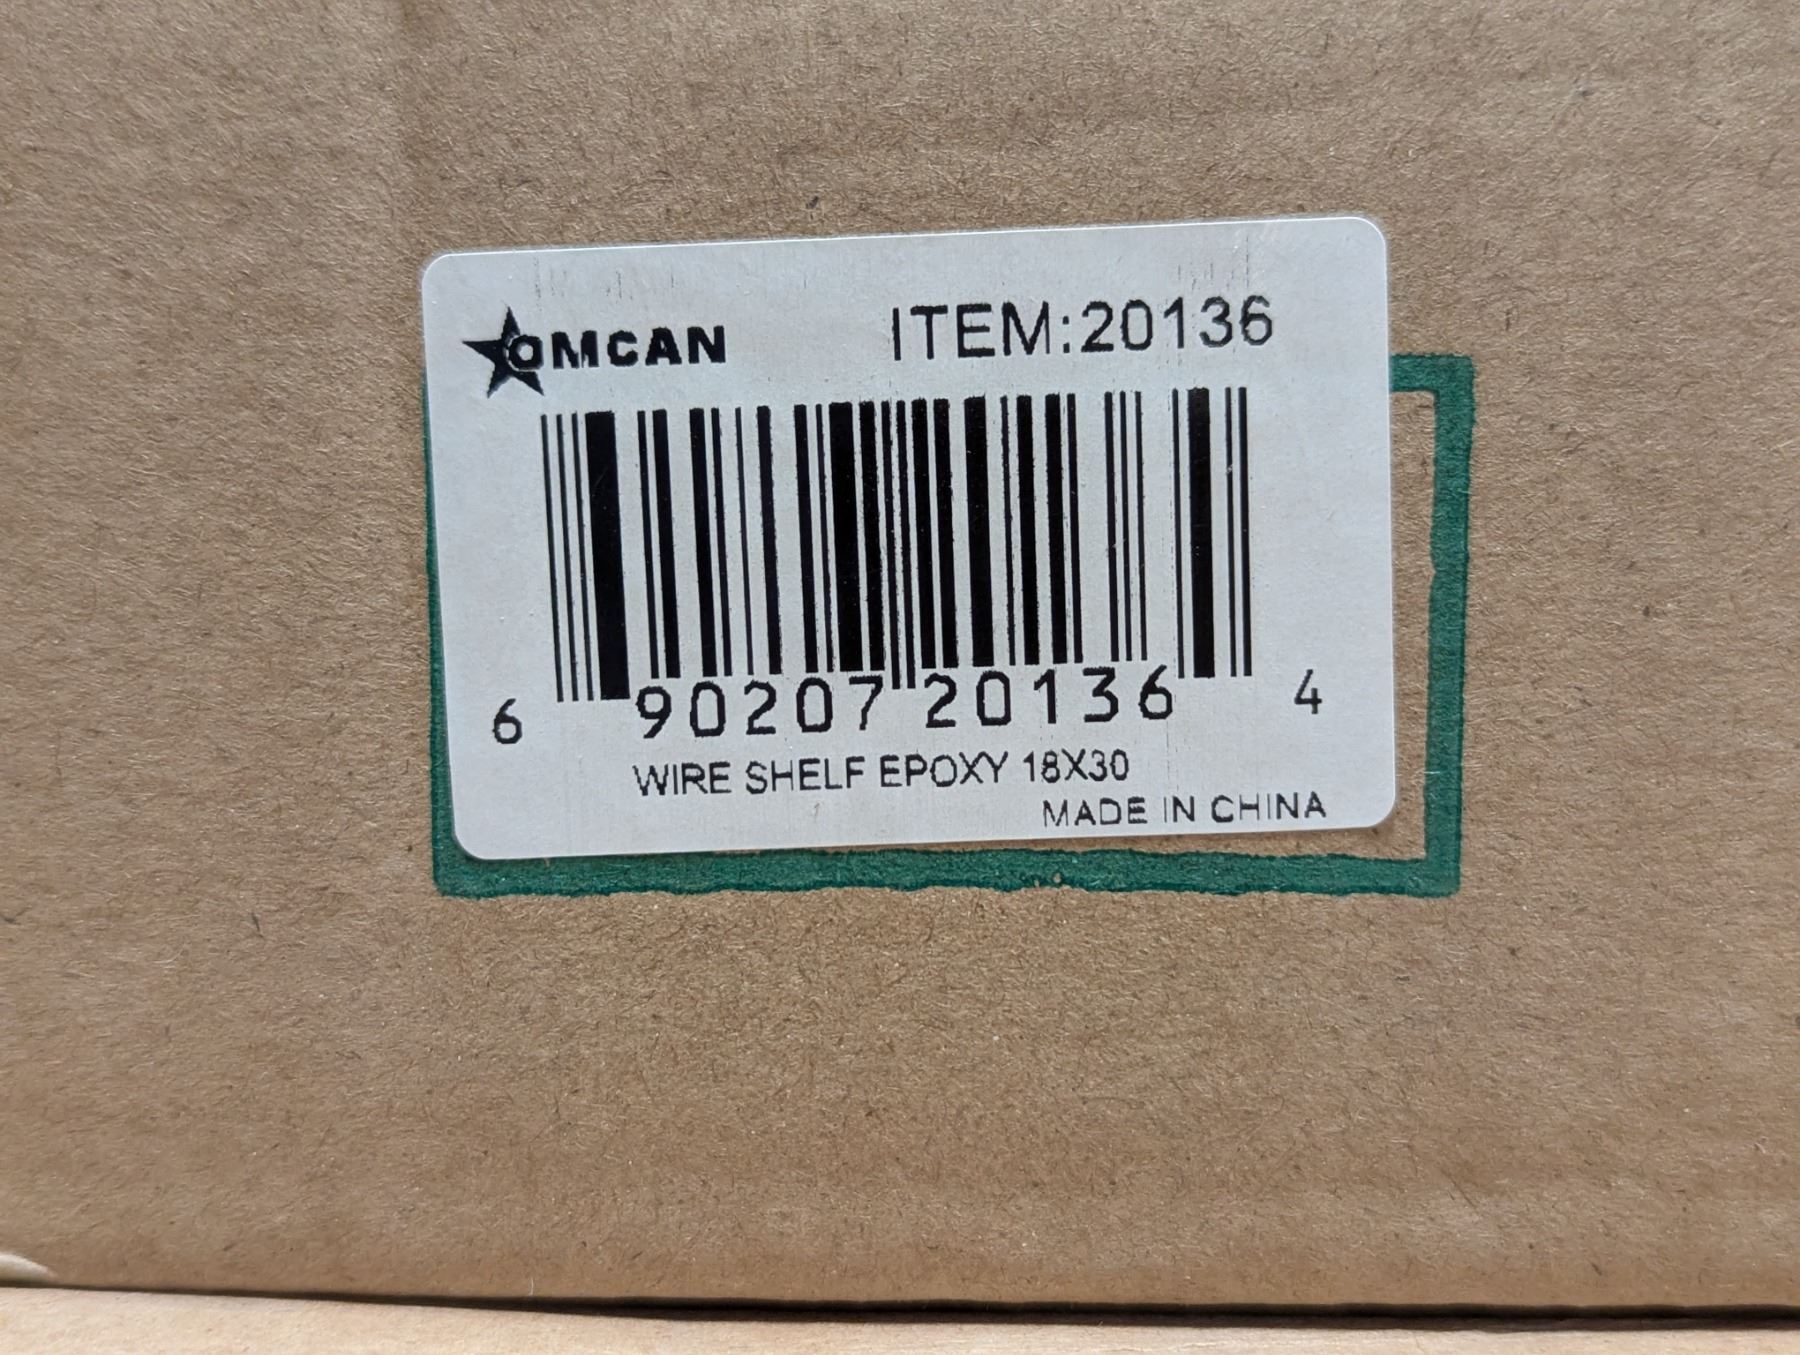 OMCAN ITEM:20136
6 90207 20136 4
WIRE SHELF EPOXY 18X30
MADE IN CHINA